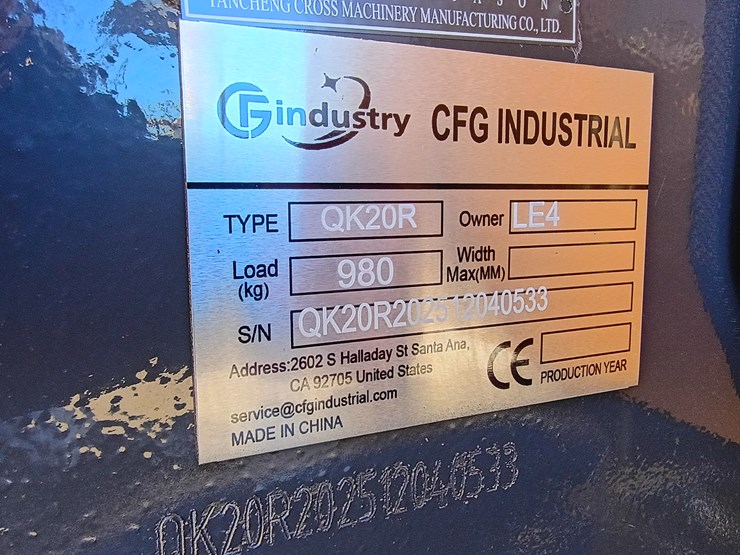 A S O N
YANCHENG CROSS MACHINERY MANUFACTURING CO., LTD.
CFG industry CFG INDUSTRIAL
TYPE QK20R Owner LE4
Load (kg) 980 Width Max(MM)
S/N QK20R202512040533
Address:2602 S Halladay St Santa Ana,
CA 92705 United States
service@cfgindustrial.com
MADE IN CHINA
CE PRODUCTION YEAR
QK20R202512040533